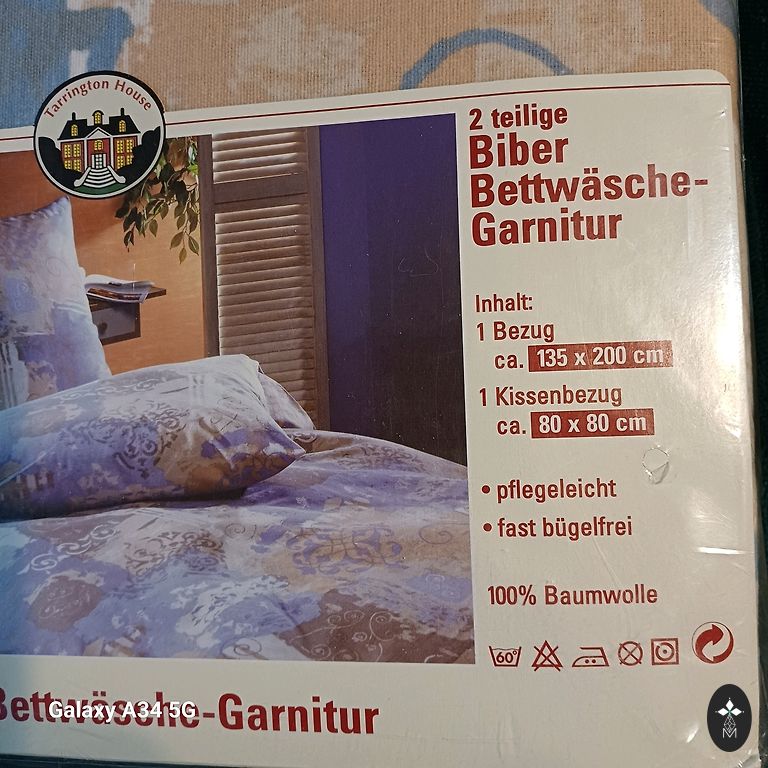 Tarrington House
2 teilige
Biber
Bettwäsche-
Garnitur
Inhalt:
1 Bezug
ca. 135 x 200 cm
1 Kissenbezug
ca. 80 x 80 cm
• pflegeleicht
• fast bügelfrei
100% Baumwolle
60°
Bettwäsche-Garnitur
Galaxy A34 5G
M